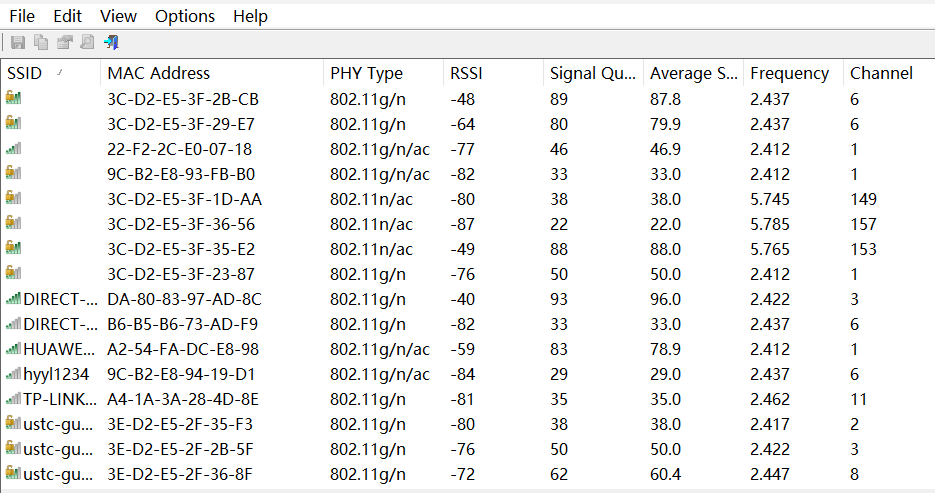 File Edit View Options Help
SSID MAC Address PHY Type RSSI Signal Qu... Average S... Frequency Channel
3C-D2-E5-3F-2B-CB 802.11g/n -48 89 87.8 2.437 6
3C-D2-E5-3F-29-E7 802.11g/n -64 80 79.9 2.437 6
22-F2-2C-E0-07-18 802.11g/n/ac -77 46 46.9 2.412 1
9C-B2-E8-93-FB-B0 802.11g/n/ac -82 33 33.0 2.412 1
3C-D2-E5-3F-1D-AA 802.11n/ac -80 38 38.0 5.745 149
3C-D2-E5-3F-36-56 802.11n/ac -87 22 22.0 5.785 157
3C-D2-E5-3F-35-E2 802.11n/ac -49 88 88.0 5.765 153
3C-D2-E5-3F-23-87 802.11g/n -76 50 50.0 2.412 1
DIRECT-... DA-80-83-97-AD-8C 802.11g/n -40 93 96.0 2.422 3
DIRECT-... B6-B5-B6-73-AD-F9 802.11g/n -82 33 33.0 2.437 6
HUAWE... A2-54-FA-DC-E8-98 802.11g/n/ac -59 83 78.9 2.412 1
hyyl1234 9C-B2-E8-94-19-D1 802.11g/n/ac -84 29 29.0 2.437 6
TP-LINK... A4-1A-3A-28-4D-8E 802.11g/n -81 35 35.0 2.462 11
ustc-gu... 3E-D2-E5-2F-35-F3 802.11g/n -80 38 38.0 2.417 2
ustc-gu... 3E-D2-E5-2F-2B-5F 802.11g/n -76 50 50.0 2.422 3
ustc-gu... 3E-D2-E5-2F-36-8F 802.11g/n -72 62 60.4 2.447 8